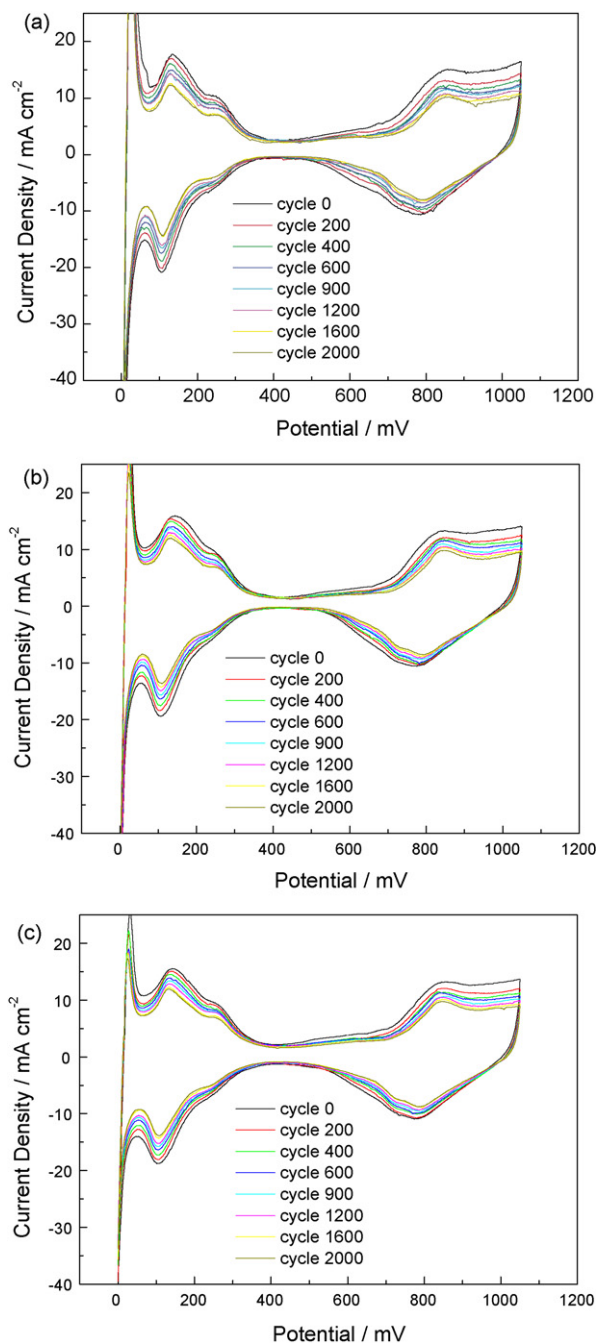 (a)
20
10
0
-10
-20
-30
-40
Current Density / mA cm-2
cycle 0
cycle 200
cycle 400
cycle 600
cycle 900
cycle 1200
cycle 1600
cycle 2000
0 200 400 600 800 1000 1200
Potential / mV
(b)
20
10
0
-10
-20
-30
-40
Current Density / mA cm-2
cycle 0
cycle 200
cycle 400
cycle 600
cycle 900
cycle 1200
cycle 1600
cycle 2000
0 200 400 600 800 1000 1200
Potential / mV
(c)
20
10
0
-10
-20
-30
-40
Current Density / mA cm-2
cycle 0
cycle 200
cycle 400
cycle 600
cycle 900
cycle 1200
cycle 1600
cycle 2000
0 200 400 600 800 1000 1200
Potential / mV